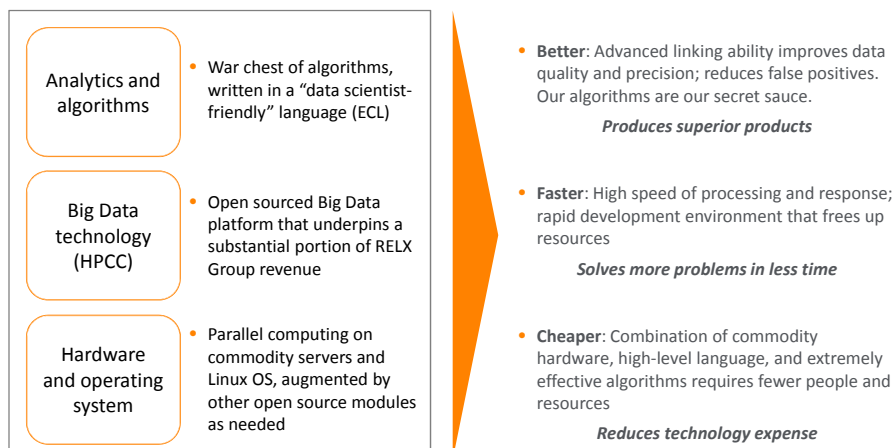 Analytics and
algorithms
• War chest of algorithms,
written in a “data scientist-
friendly” language (ECL)
Big Data
technology
(HPCC)
• Open sourced Big Data
platform that underpins a
substantial portion of RELX
Group revenue
Hardware
and operating
system
• Parallel computing on
commodity servers and
Linux OS, augmented by
other open source modules
as needed
• Better: Advanced linking ability improves data
quality and precision; reduces false positives.
Our algorithms are our secret sauce.
Produces superior products
• Faster: High speed of processing and response;
rapid development environment that frees up
resources
Solves more problems in less time
• Cheaper: Combination of commodity
hardware, high-level language, and extremely
effective algorithms requires fewer people and
resources
Reduces technology expense